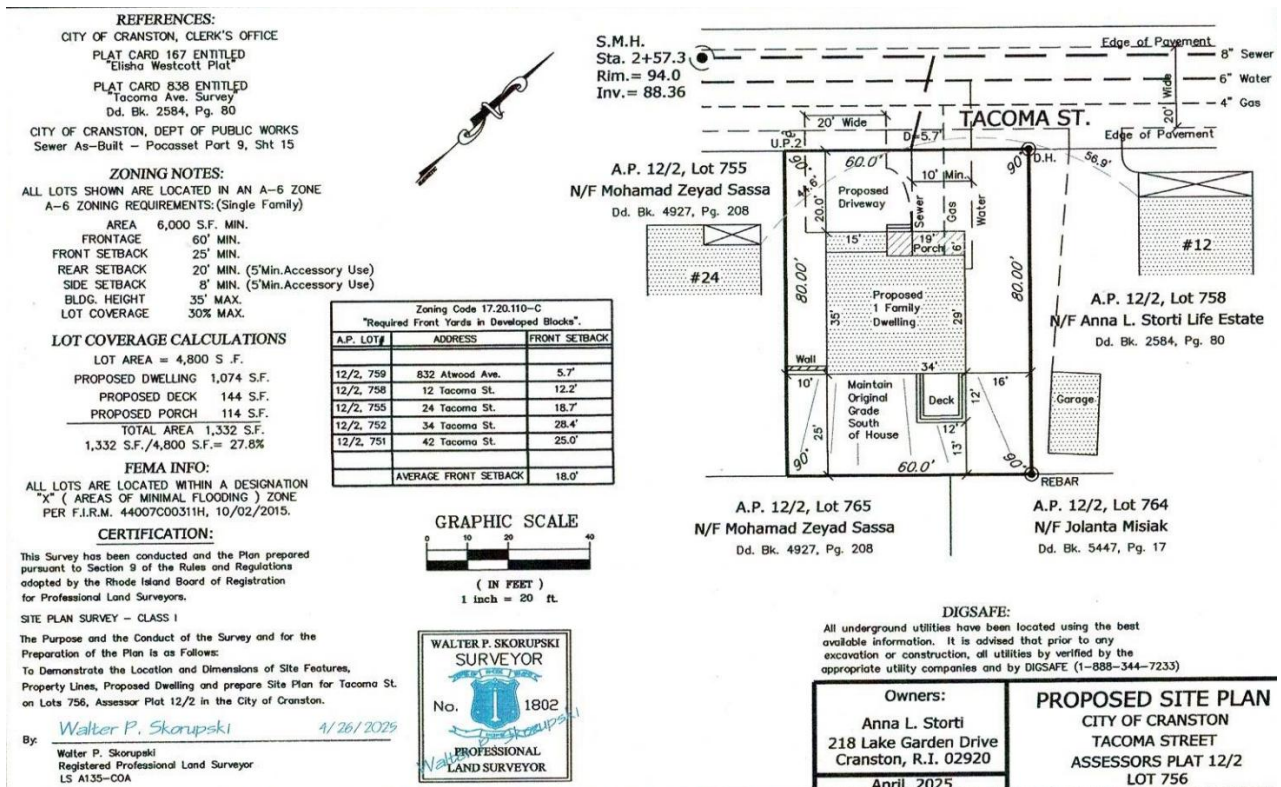 REFERENCES:
CITY OF CRANSTON, CLERK'S OFFICE
PLAT CARD 167 ENTITLED
"Elisha Westcott Plat"
PLAT CARD 838 ENTITLED
"Tacoma Ave. Survey"
Dd. Bk. 2584, Pg. 80
CITY OF CRANSTON, DEPT OF PUBLIC WORKS
Sewer As-Built - Pocasset Part 9, Sht 15
ZONING NOTES:
ALL LOTS SHOWN ARE LOCATED IN AN A-6 ZONE
A-6 ZONING REQUIREMENTS: (Single Family)
AREA 6,000 S.F. MIN.
FRONTAGE 60' MIN.
FRONT SETBACK 25' MIN.
REAR SETBACK 20' MIN. (5'Min.Accessory Use)
SIDE SETBACK 8' MIN. (5'Min.Accessory Use)
BLDG. HEIGHT 35' MAX.
LOT COVERAGE 30% MAX.
LOT COVERAGE CALCULATIONS
LOT AREA = 4,800 S .F.
PROPOSED DWELLING 1,074 S.F.
PROPOSED DECK 144 S.F.
PROPOSED PORCH 114 S.F.
TOTAL AREA 1,332 S.F.
1,332 S.F./4,800 S.F.= 27.8%
FEMA INFO:
ALL LOTS ARE LOCATED WITHIN A DESIGNATION
"X" ( AREAS OF MINIMAL FLOODING ) ZONE
PER F.I.R.M. 44007C00311H, 10/02/2015.
CERTIFICATION:
This Survey has been conducted and the Plan prepared
pursuant to Section 9 of the Rules and Regulations
adopted by the Rhode Island Board of Registration
for Professional Land Surveyors.
SITE PLAN SURVEY - CLASS I
The Purpose and the Conduct of the Survey and for the
Preparation of the Plan is as Follows:
To Demonstrate the Location and Dimensions of Site Features,
Property Lines, Proposed Dwelling and prepare Site Plan for Tacoma St.
on Lots 756, Assessor Plat 12/2 in the City of Cranston.
By: Walter P. Skorupski 4/26/2025
Walter P. Skorupski
Registered Professional Land Surveyor
LS A135-COA
Zoning Code 17.20.110-C
"Required Front Yards in Developed Blocks".
A.P. LOT# ADDRESS FRONT SETBACK
12/2, 759 832 Atwood Ave. 5.7'
12/2, 758 12 Tacoma St. 12.2'
12/2, 755 24 Tacoma St. 18.7'
12/2, 752 34 Tacoma St. 28.4'
12/2, 751 42 Tacoma St. 25.0'
AVERAGE FRONT SETBACK 18.0'
GRAPHIC SCALE
0 10 20 40
( IN FEET )
1 inch = 20 ft.
WALTER P. SKORUPSKI
SURVEYOR
No. 1802
Walter P. Skorupski
PROFESSIONAL
LAND SURVEYOR
S.M.H.
Sta. 2+57.3
Rim.= 94.0
Inv.= 88.36
Edge of Pavement
8" Sewer
6" Water
4" Gas
20' Wide
TACOMA ST.
Edge of Pavement
20' Wide
D=5.7'
U.P.2
60.0'
90°
90°
D.H.
56.9'
44.6'
A.P. 12/2, Lot 755
N/F Mohamad Zeyad Sassa
Dd. Bk. 4927, Pg. 208
#24
Proposed
Driveway
20.0'
10' Min.
Sewer
Gas
Water
15'
19'
Porch
6'
#12
A.P. 12/2, Lot 758
N/F Anna L. Storti Life Estate
Dd. Bk. 2584, Pg. 80
80.00'
80.00'
35'
Proposed
1 Family
Dwelling
29'
34'
Wall
10'
Maintain
Original
Grade
South
of House
Deck
12'
12'
16'
13'
25'
90°
60.0'
90°
Garage
REBAR
A.P. 12/2, Lot 765
N/F Mohamad Zeyad Sassa
Dd. Bk. 4927, Pg. 208
A.P. 12/2, Lot 764
N/F Jolanta Misiak
Dd. Bk. 5447, Pg. 17
DIGSAFE:
All underground utilities have been located using the best
available information. It is advised that prior to any
excavation or construction, all utilities by verified by the
appropriate utility companies and by DIGSAFE (1-888-344-7233)
Owners:
Anna L. Storti
218 Lake Garden Drive
Cranston, R.I. 02920
April, 2025
PROPOSED SITE PLAN
CITY OF CRANSTON
TACOMA STREET
ASSESSORS PLAT 12/2
LOT 756